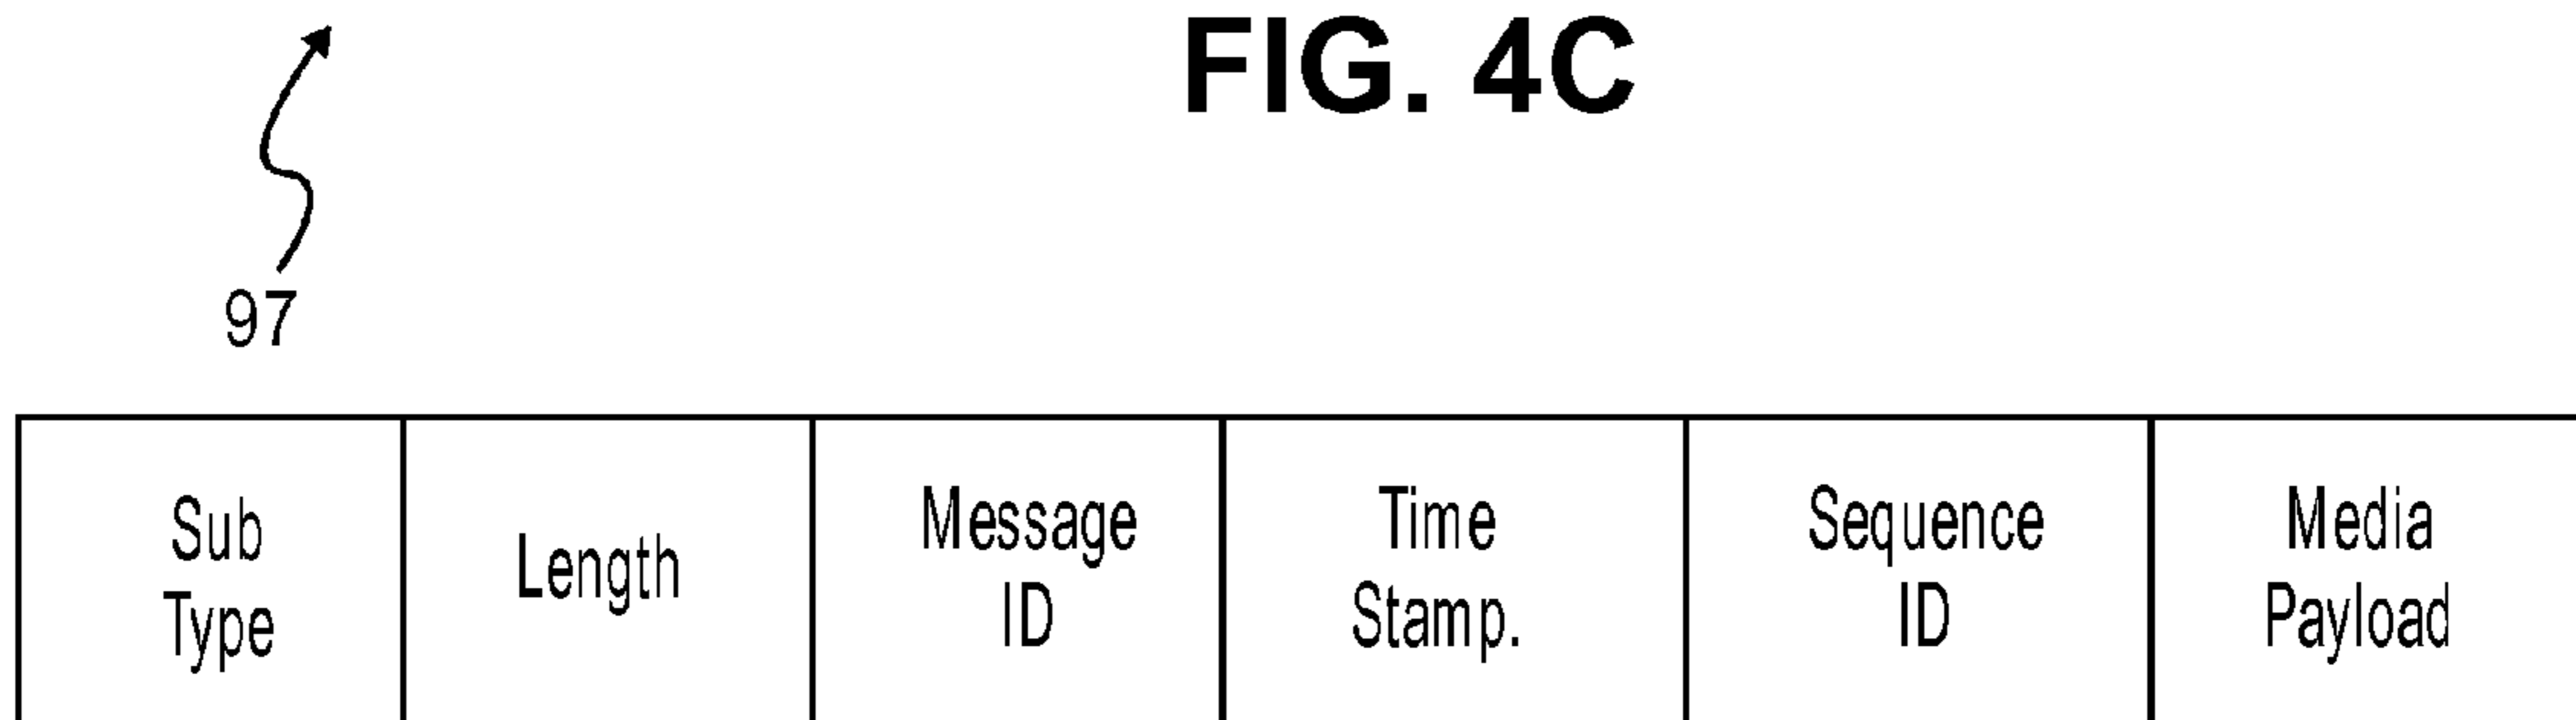 FIG. 4C
97
Sub
Type
Length
Message
ID
Time
Stamp.
Sequence
ID
Media
Payload